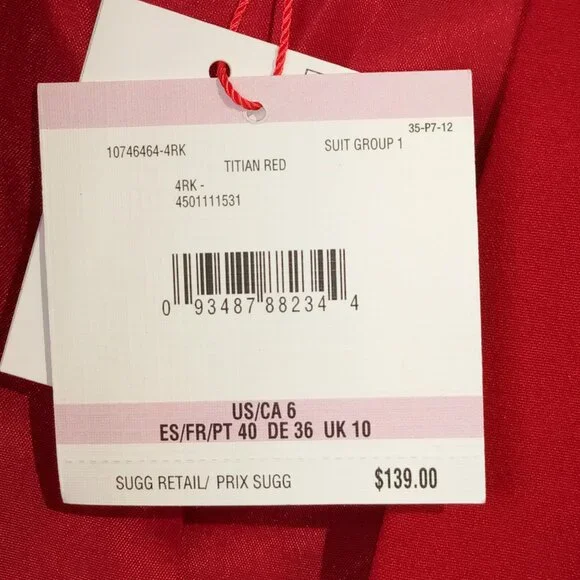 35-P7-12
10746464-4RK SUIT GROUP 1
TITIAN RED
4RK -
4501111531
0 93487 88234 4
US/CA 6
ES/FR/PT 40 DE 36 UK 10
SUGG RETAIL/ PRIX SUGG $139.00